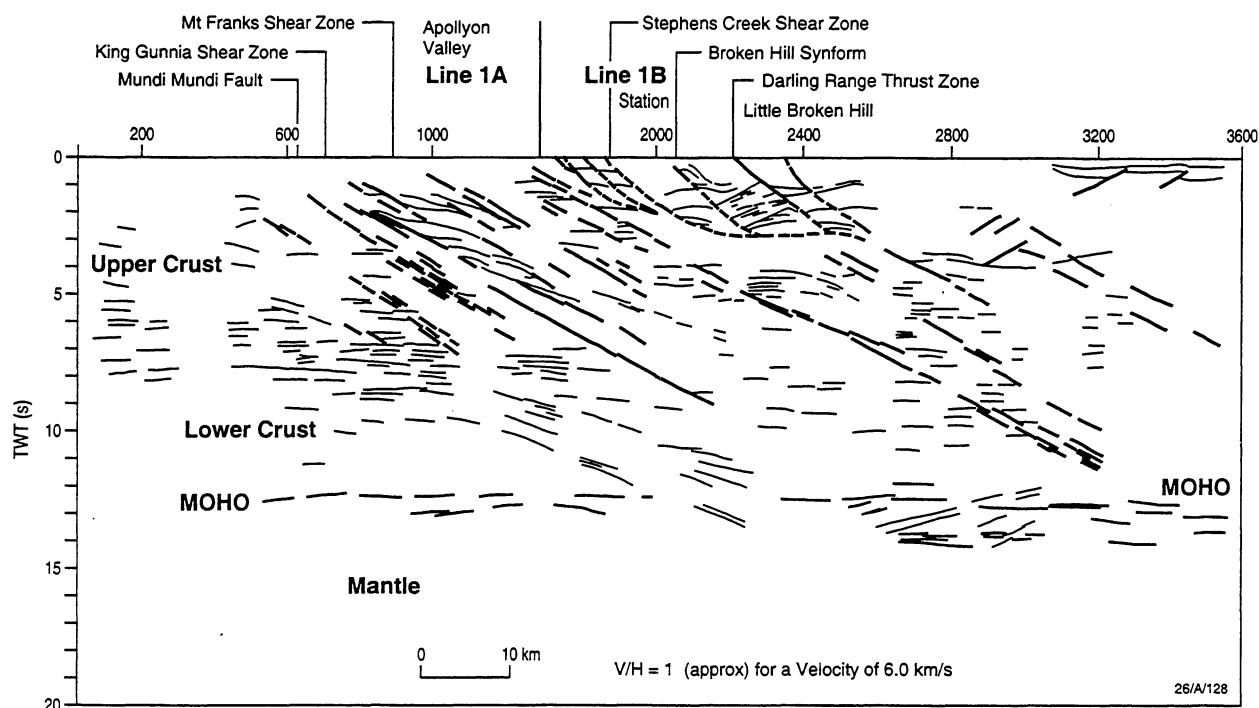 Mt Franks Shear Zone
Apollyon
Valley
Stephens Creek Shear Zone
King Gunnia Shear Zone
Line 1A
Line 1B
Broken Hill Synform
Mundi Mundi Fault
Station
Darling Range Thrust Zone
Little Broken Hill
200 600 1000 2000 2400 2800 3200 3600
0
Upper Crust
5
TWT (s)
Lower Crust
10
MOHO
MOHO
15
Mantle
0 10 km
V/H = 1 (approx) for a Velocity of 6.0 km/s
26/A/128
20